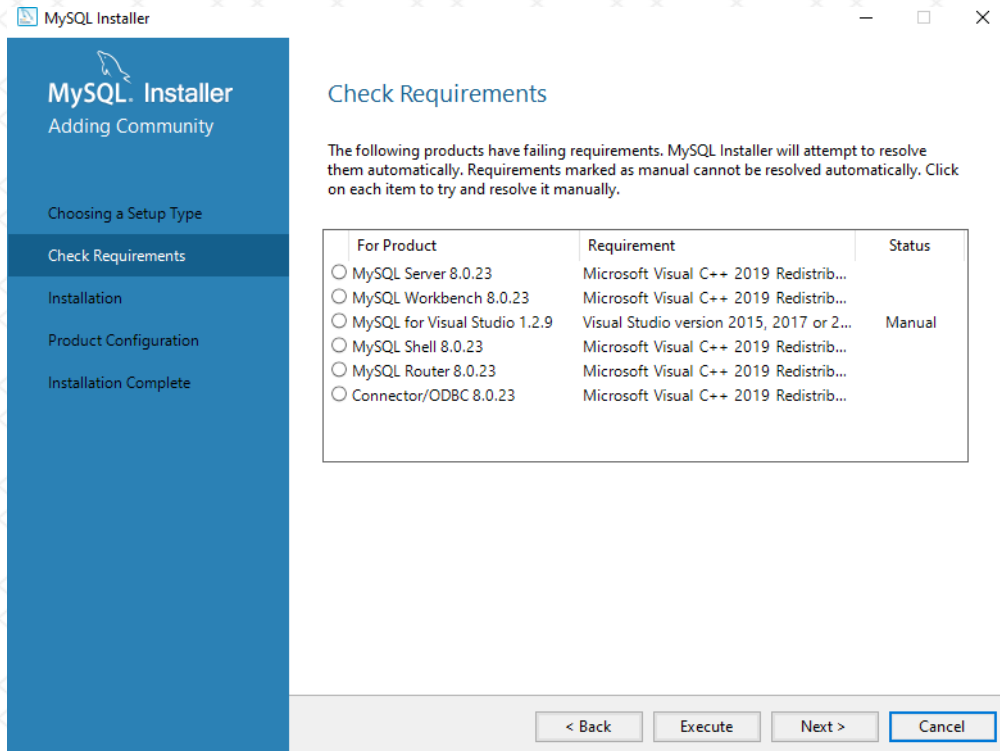 MySQL Installer
MySQL. Installer
Adding Community
Choosing a Setup Type
Check Requirements
Installation
Product Configuration
Installation Complete
Check Requirements
The following products have failing requirements. MySQL Installer will attempt to resolve
them automatically. Requirements marked as manual cannot be resolved automatically. Click
on each item to try and resolve it manually.
For Product Requirement Status
MySQL Server 8.0.23 Microsoft Visual C++ 2019 Redistrib...
MySQL Workbench 8.0.23 Microsoft Visual C++ 2019 Redistrib...
MySQL for Visual Studio 1.2.9 Visual Studio version 2015, 2017 or 2... Manual
MySQL Shell 8.0.23 Microsoft Visual C++ 2019 Redistrib...
MySQL Router 8.0.23 Microsoft Visual C++ 2019 Redistrib...
Connector/ODBC 8.0.23 Microsoft Visual C++ 2019 Redistrib...
< Back Execute Next > Cancel